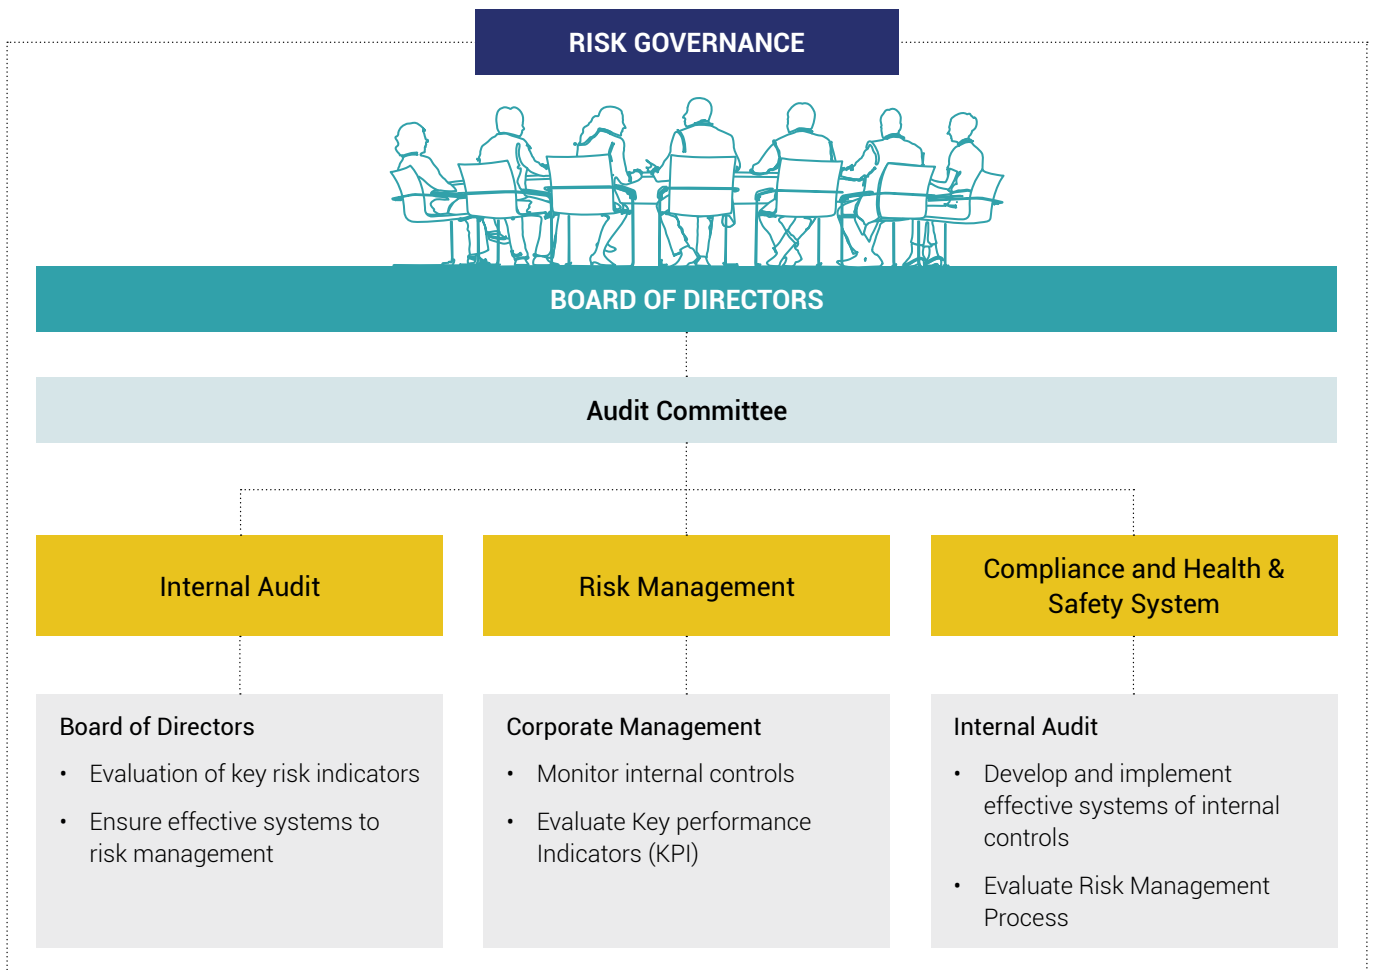 RISK GOVERNANCE
BOARD OF DIRECTORS
Audit Committee
Internal Audit
Risk Management
Compliance and Health &
Safety System
Board of Directors
• Evaluation of key risk indicators
• Ensure effective systems to
risk management
Corporate Management
• Monitor internal controls
• Evaluate Key performance
Indicators (KPI)
Internal Audit
• Develop and implement
effective systems of internal
controls
• Evaluate Risk Management
Process